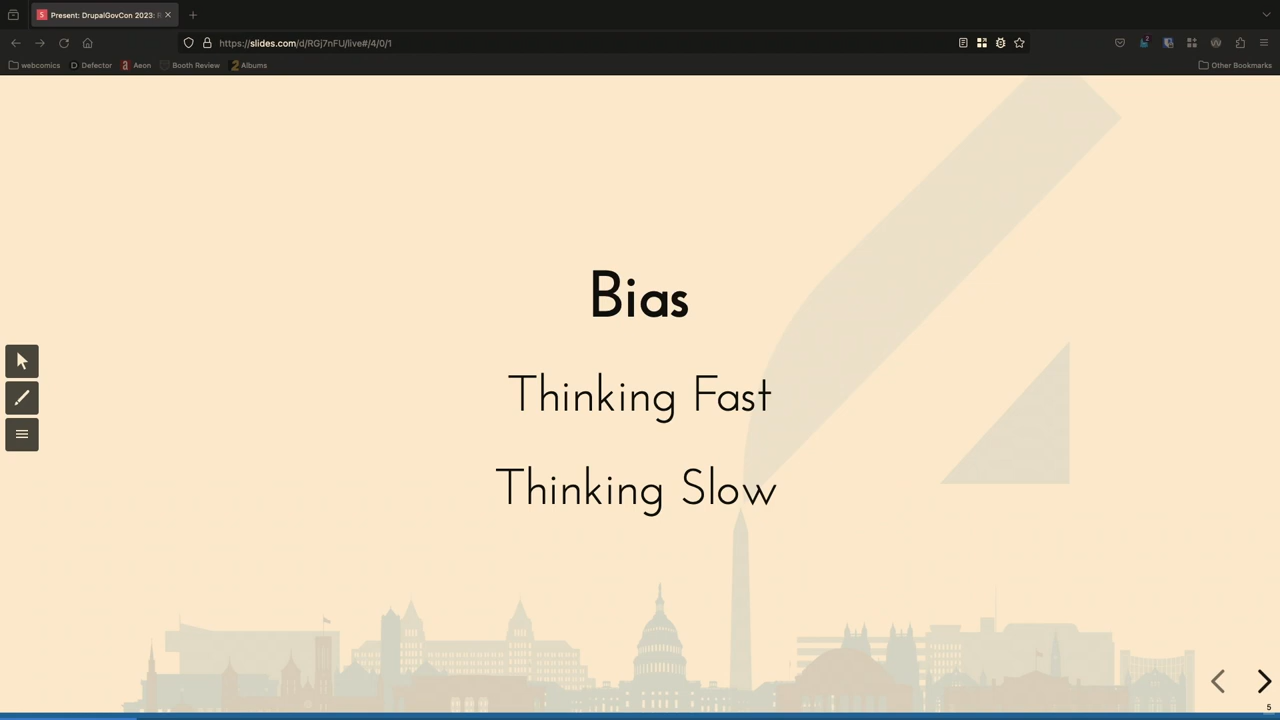 Present: DrupalGovCon 2023:
https://slides.com/d/RGj7nFU/live#/4/0/1
webcomics
Defector
Aeon
Booth Review
Albums
Other Bookmarks
Bias
Thinking Fast
Thinking Slow
5